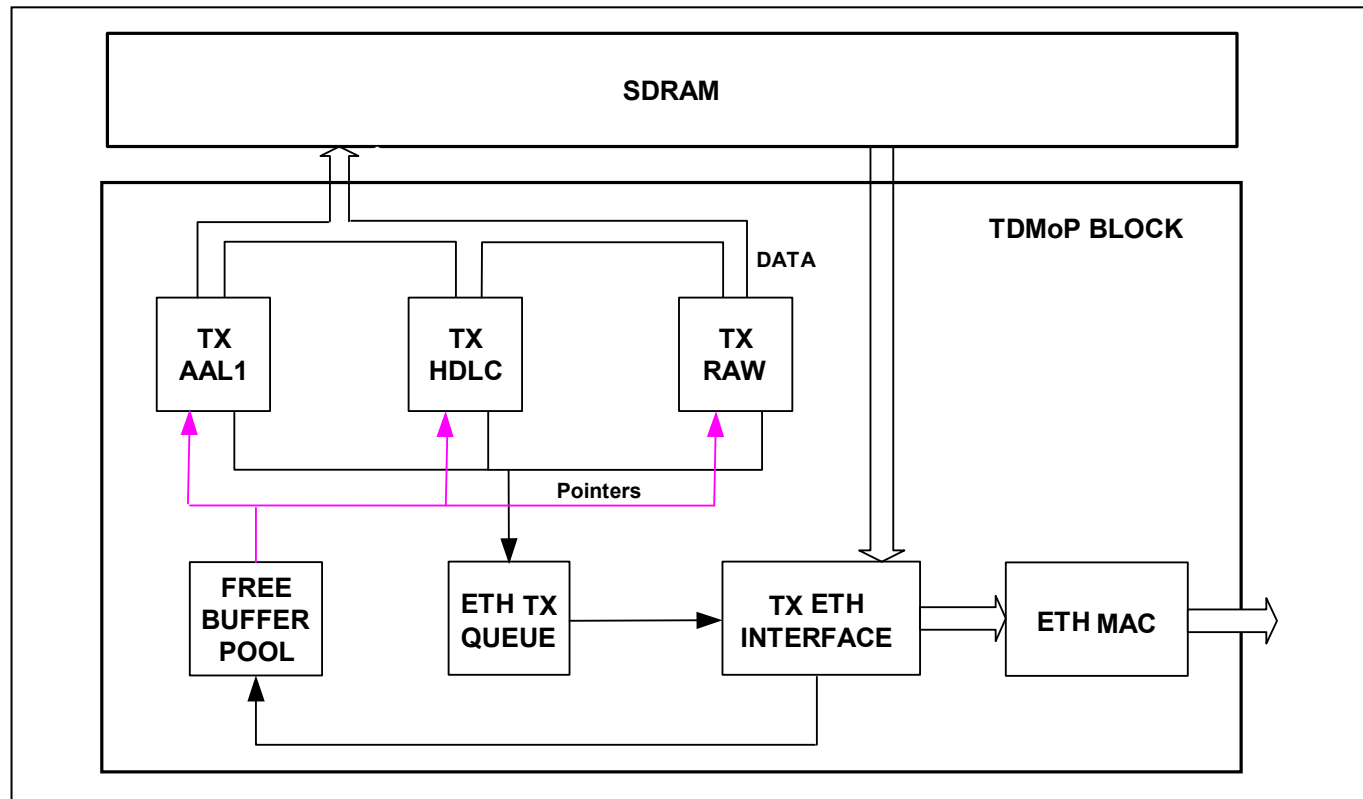 SDRAM
TDMoP BLOCK
DATA
TX
AAL1
TX
HDLC
TX
RAW
Pointers
FREE
BUFFER
POOL
ETH TX
QUEUE
TX ETH
INTERFACE
ETH MAC